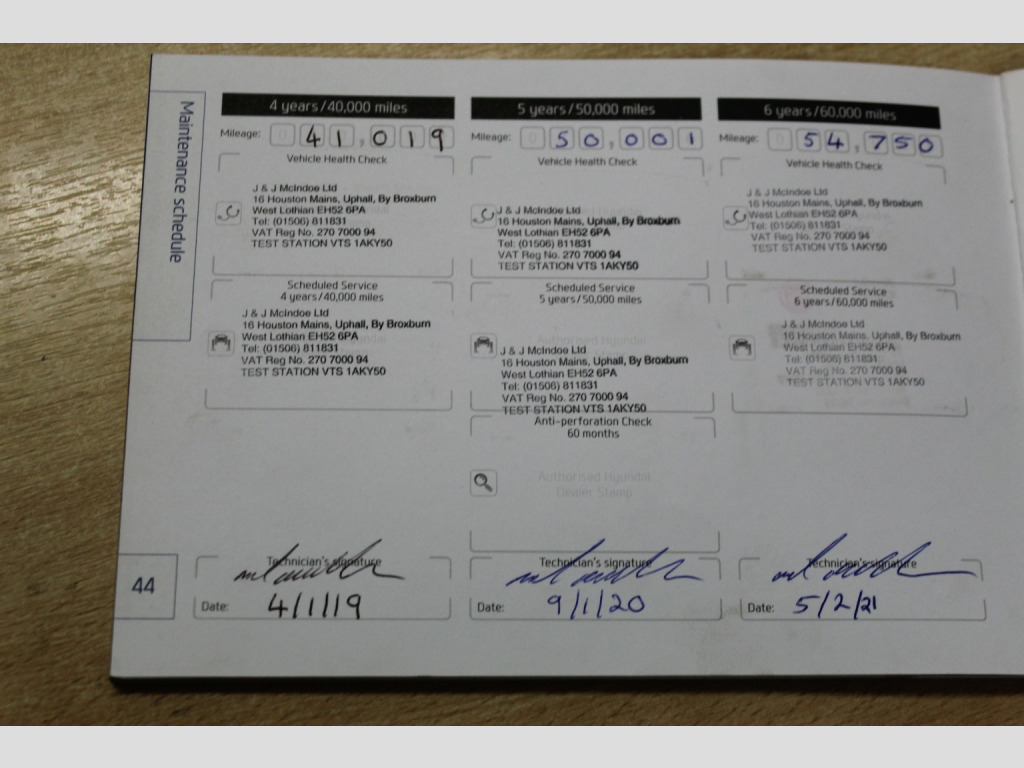 Maintenance schedule
44
4 years/40,000 miles
Mileage: 0 41,019
Vehicle Health Check
J & J McIndoe Ltd
16 Houston Mains, Uphall, By Broxburn
West Lothian EH52 6PA
Tel: (01506) 811831
VAT Reg No. 270 7000 94
TEST STATION VTS 1AKY50
Scheduled Service
4 years/40,000 miles
J & J McIndoe Ltd
16 Houston Mains, Uphall, By Broxburn
West Lothian EH52 6PA
Tel: (01506) 811831
VAT Reg No. 270 7000 94
TEST STATION VTS 1AKY50
Technician's signature
Date: 4/1/19
5 years/50,000 miles
Mileage: 0 50,001
Vehicle Health Check
J & J McIndoe Ltd
16 Houston Mains, Uphall, By Broxburn
West Lothian EH52 6PA
Tel: (01506) 811831
VAT Reg No. 270 7000 94
TEST STATION VTS 1AKY50
Scheduled Service
5 years/50,000 miles
Authorised Hyundai
J & J McIndoe Ltd
16 Houston Mains, Uphall, By Broxburn
West Lothian EH52 6PA
Tel: (01506) 811831
VAT Reg No. 270 7000 94
TEST STATION VTS 1AKY50
Anti-perforation Check
60 months
Authorised Hyundai
Dealer Stamp
Technician's signature
Date: 9/1/20
6 years/60,000 miles
Mileage: 0 54,750
Vehicle Health Check
J & J McIndoe Ltd
16 Houston Mains, Uphall, By Broxburn
West Lothian EH52 6PA
Tel: (01506) 811831
VAT Reg No. 270 7000 94
TEST STATION VTS 1AKY50
Scheduled Service
6 years/60,000 miles
J & J McIndoe Ltd
16 Houston Mains, Uphall, By Broxburn
West Lothian EH52 6PA
Tel: (01506) 811831
VAT Reg No. 270 7000 94
TEST STATION VTS 1AKY50
Technician's signature
Date: 5/2/21